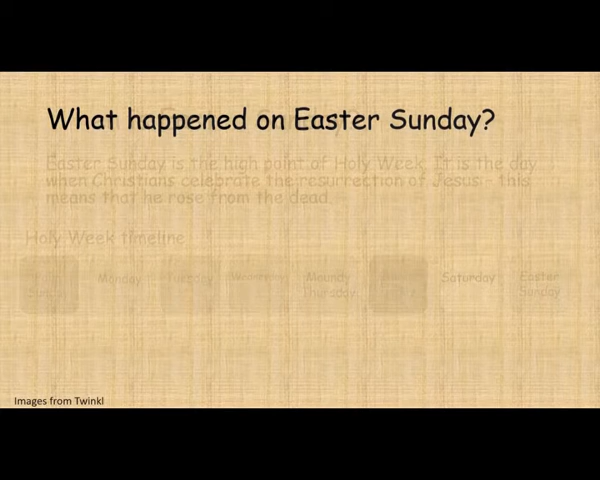 What happened on Easter Sunday?
Easter Sunday is the high point of Holy Week. It is the day
when Christians celebrate the resurrection of Jesus – this
means that he rose from the dead.
Holy Week timeline
Monday Tuesday Wednesday Maundy Thursday Saturday Easter Sunday
Images from Twinkl